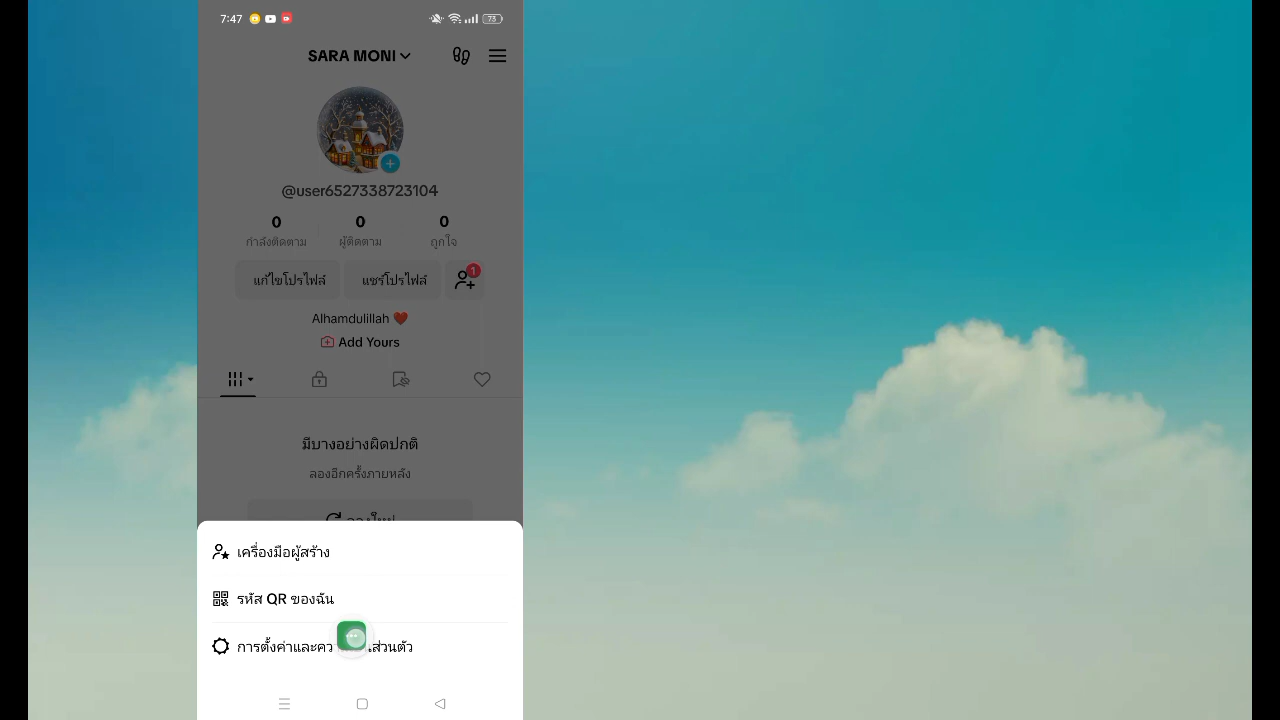 7:47
73
SARA MONI
@user6527338723104
0 0 0
กำลังติดตาม ผู้ติดตาม ถูกใจ
แก้ไขโปรไฟล์ แชร์โปรไฟล์ 1
Alhamdulillah ❤️
Add Yours
มีบางอย่างผิดปกติ
ลองอีกครั้งภายหลัง
เครื่องมือผู้สร้าง
รหัส QR ของฉัน
การตั้งค่าและคว ส่วนตัว